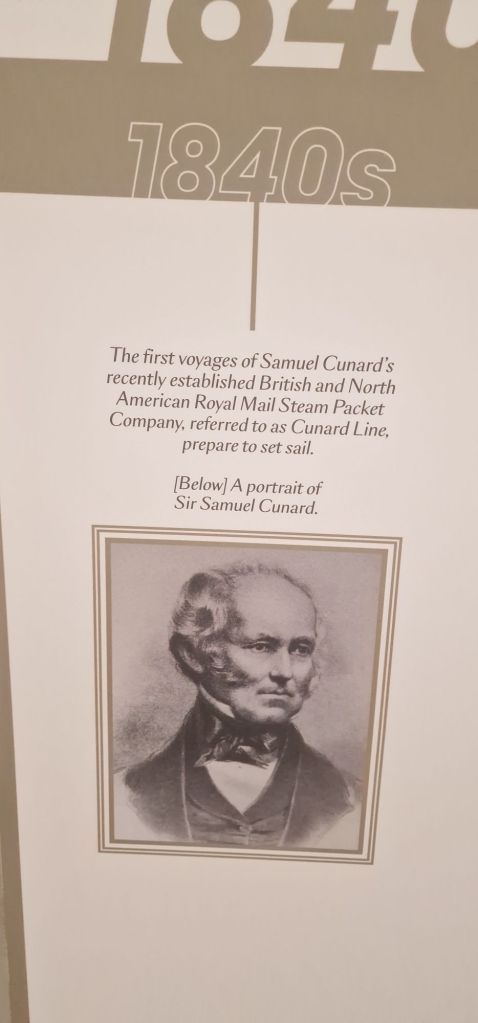 1840
1840s
The first voyages of Samuel Cunard's
recently established British and North
American Royal Mail Steam Packet
Company, referred to as Cunard Line,
prepare to set sail.
[Below] A portrait of
Sir Samuel Cunard.